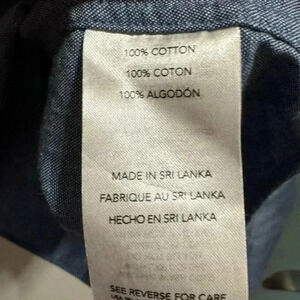 100% COTTON
100% COTON
100% ALGODÓN
MADE IN SRI LANKA
FABRIQUE AU SRI LANKA
HECHO EN SRI LANKA
SEE REVERSE FOR CARE